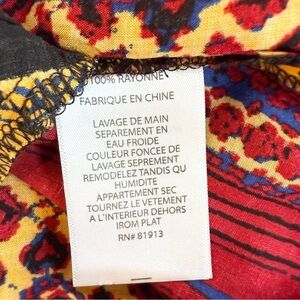 100% RAYONNE
FABRIQUE EN CHINE
LAVAGE DE MAIN
SEPAREMENT EN
EAU FROIDE
COULEUR FONCEE DE
LAVAGE SEPREMENT
REMODELEZ TANDIS QU
HUMIDITE
APPARTEMENT SEC
TOURNEZ LE VETEMENT
A L'INTERIEUR DEHORS
IROM PLAT
RN# 81913